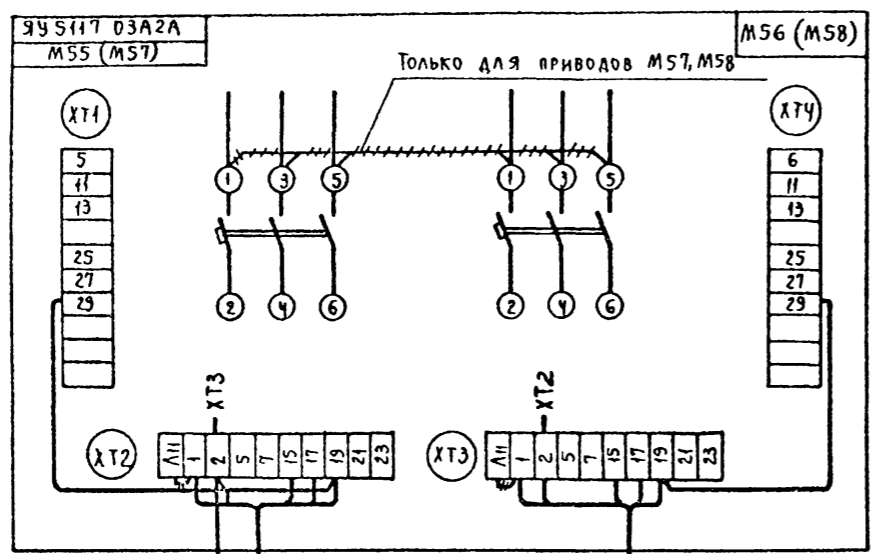 ЯУ5117 03А2А
М55 (М57)
М56 (М58)
Только для приводов М57, М58
ХТ1
5
11
13
25
27
29
1 3 5
2 4 6
1 3 5
2 4 6
ХТ4
6
11
13
25
27
29
ХТ3
ХТ2
Л11 1 2 5 7 15 17 19 21 23
ХТ2
ХТ3
Л11 1 2 5 7 15 17 19 21 23